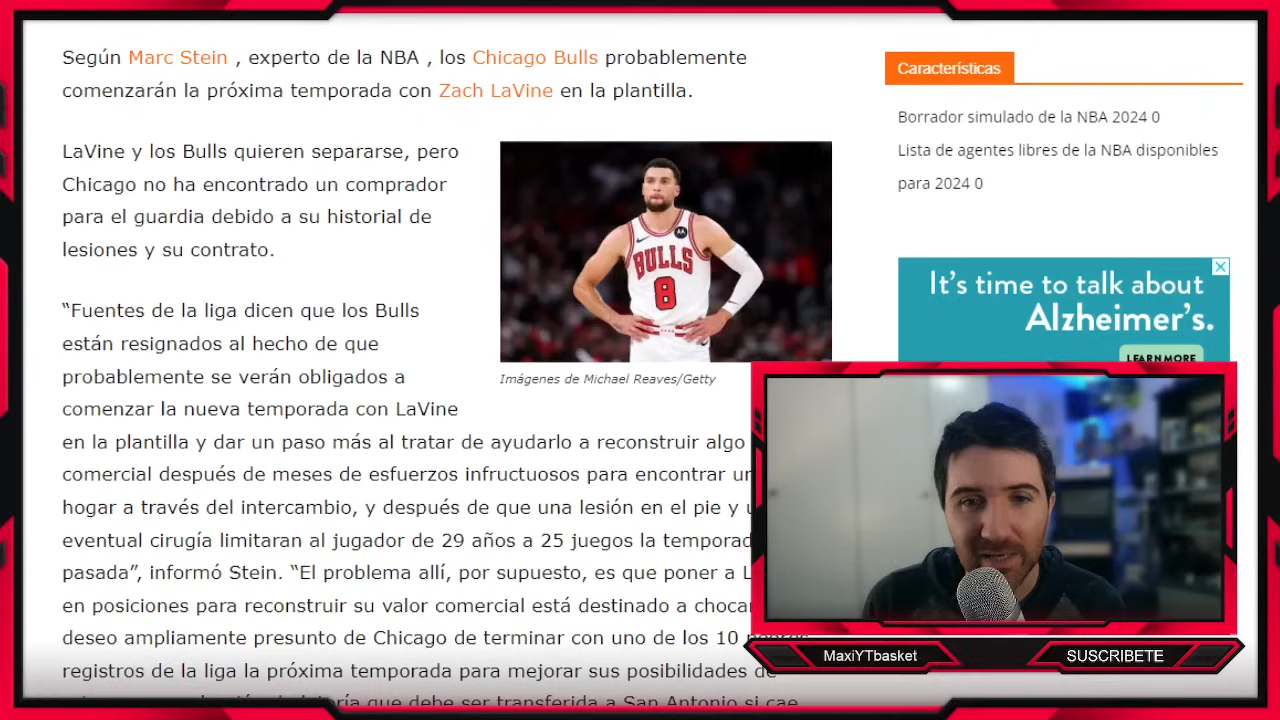 Según Marc Stein , experto de la NBA , los Chicago Bulls probablemente
comenzarán la próxima temporada con Zach LaVine en la plantilla.
LaVine y los Bulls quieren separarse, pero
Chicago no ha encontrado un comprador
para el guardia debido a su historial de
lesiones y su contrato.
BULLS
8
Imágenes de Michael Reaves/Getty
“Fuentes de la liga dicen que los Bulls
están resignados al hecho de que
probablemente se verán obligados a
comenzar la nueva temporada con LaVine
en la plantilla y dar un paso más al tratar de ayudarlo a reconstruir algo
comercial después de meses de esfuerzos infructuosos para encontrar
hogar a través del intercambio, y después de que una lesión en el pie y
eventual cirugía limitaran al jugador de 29 años a 25 juegos la
pasada”, informó Stein. “El problema allí, por supuesto, es que poner a
en posiciones para reconstruir su valor comercial está destinado a
deseo ampliamente presunto de Chicago de terminar con uno de los 10
registros de la liga la próxima temporada para mejorar sus posibilidades de
que debe ser transferida a San Antonio si cae
Características
Borrador simulado de la NBA 2024 0
Lista de agentes libres de la NBA disponibles
para 2024 0
It's time to talk about
Alzheimer's.
LEARN MORE
MaxiYTbasket
SUSCRIBETE